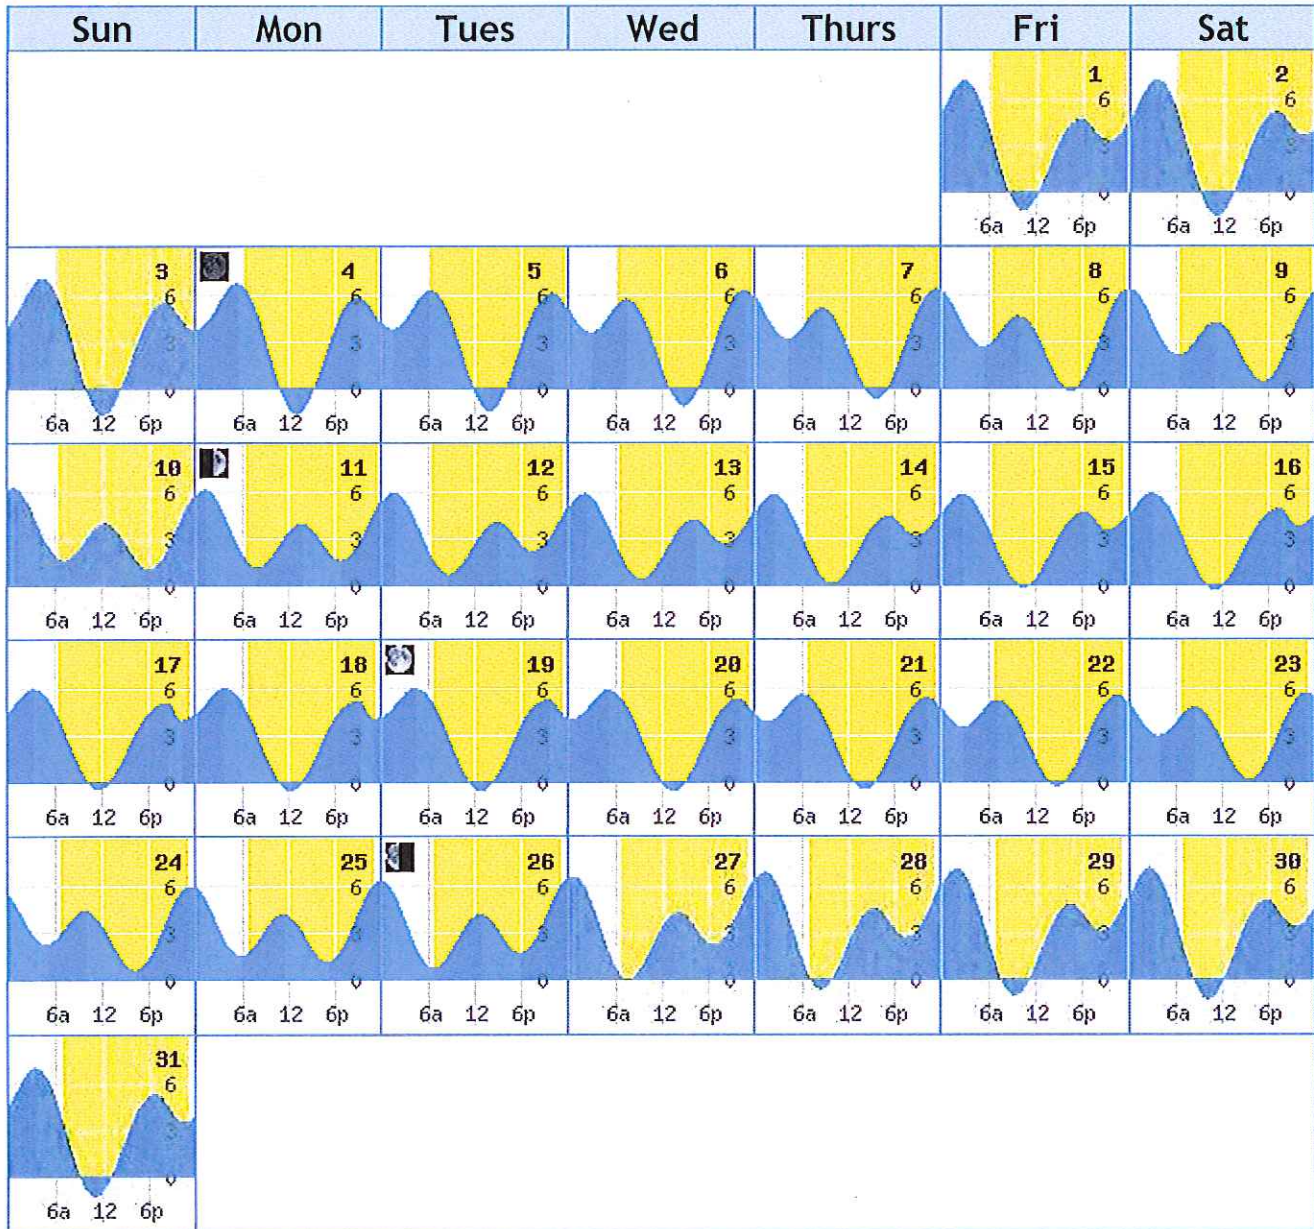 Sun Mon Tues Wed Thurs Fri Sat
1 2
6 6
3 3
0 0
6a 12 6p 6a 12 6p
3 4 5 6 7 8 9
6 6 6 6 6 6 6
3 3 3 3 3 3 3
0 0 0 0 0 0 0
6a 12 6p 6a 12 6p 6a 12 6p 6a 12 6p 6a 12 6p 6a 12 6p 6a 12 6p
10 11 12 13 14 15 16
6 6 6 6 6 6 6
3 3 3 3 3 3 3
0 0 0 0 0 0 0
6a 12 6p 6a 12 6p 6a 12 6p 6a 12 6p 6a 12 6p 6a 12 6p 6a 12 6p
17 18 19 20 21 22 23
6 6 6 6 6 6 6
3 3 3 3 3 3 3
0 0 0 0 0 0 0
6a 12 6p 6a 12 6p 6a 12 6p 6a 12 6p 6a 12 6p 6a 12 6p 6a 12 6p
24 25 26 27 28 29 30
6 6 6 6 6 6 6
3 3 3 3 3 3 3
0 0 0 0 0 0 0
6a 12 6p 6a 12 6p 6a 12 6p 6a 12 6p 6a 12 6p 6a 12 6p 6a 12 6p
31
6
3
0
6a 12 6p